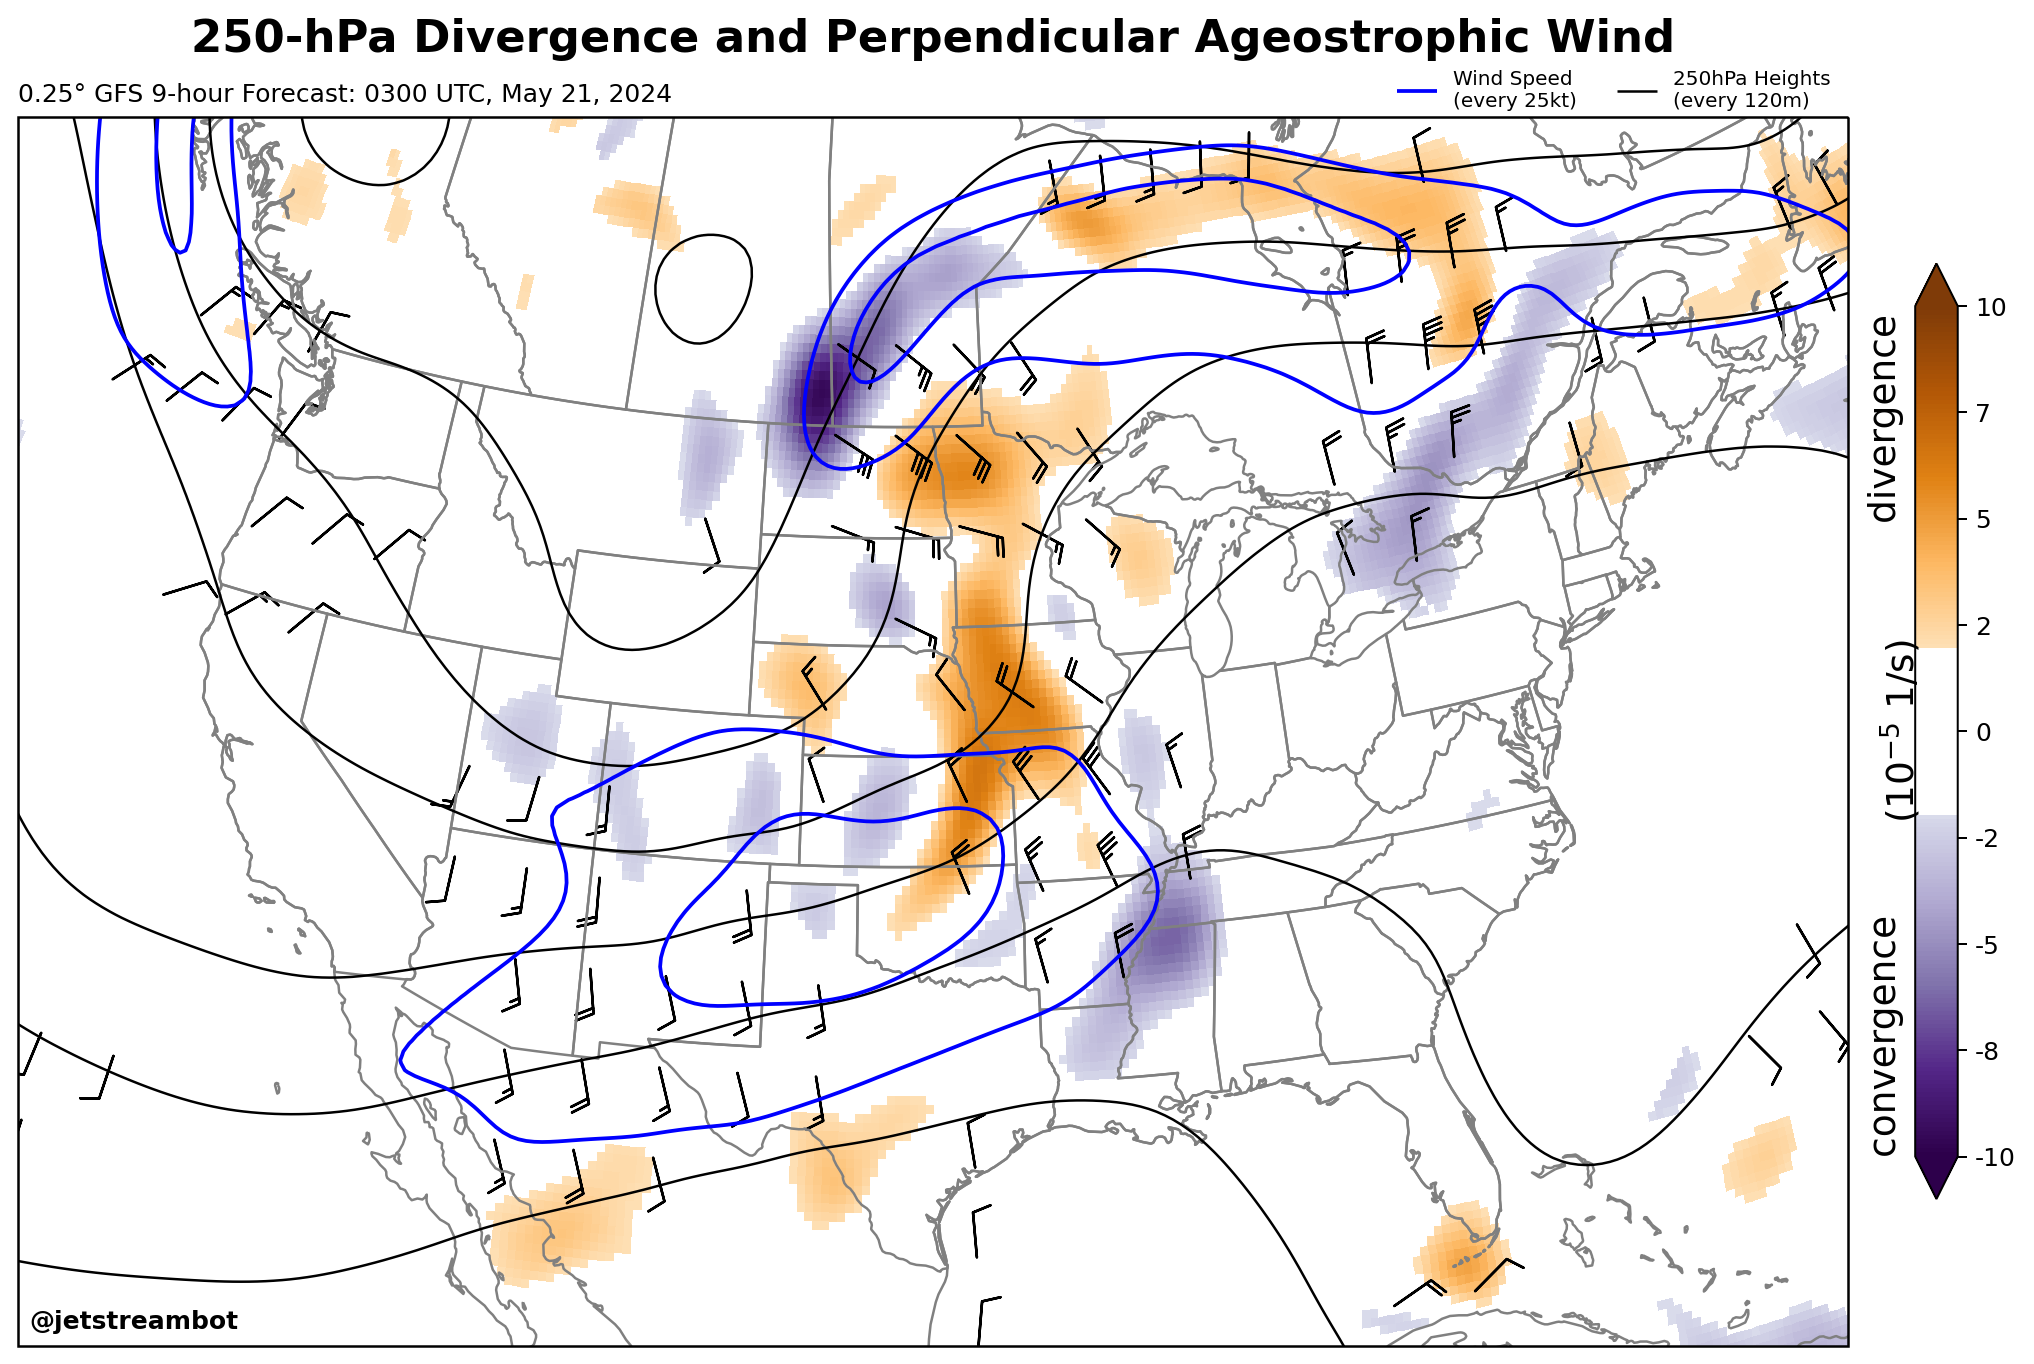 250-hPa Divergence and Perpendicular Ageostrophic Wind
0.25° GFS 9-hour Forecast: 0300 UTC, May 21, 2024
Wind Speed
(every 25kt)
250hPa Heights
(every 120m)
10
7
5
2
0
-2
-5
-8
-10
divergence
(10⁻⁵ 1/s)
convergence
@jetstreambot